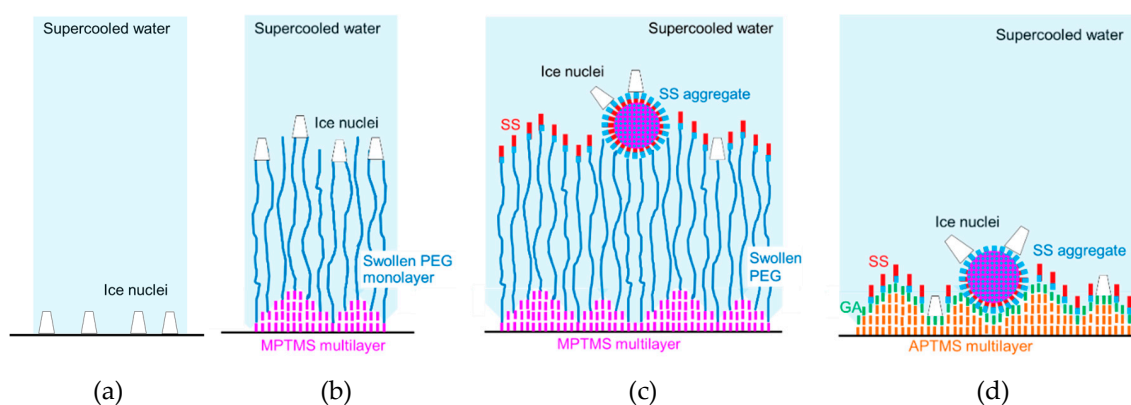 Supercooled water
Ice nuclei
(a)
Supercooled water
Ice nuclei
Swollen PEG
monolayer
MPTMS multilayer
(b)
Supercooled water
Ice nuclei
SS aggregate
SS
Swollen
PEG
MPTMS multilayer
(c)
Supercooled water
Ice nuclei
SS aggregate
SS
GA
APTMS multilayer
(d)